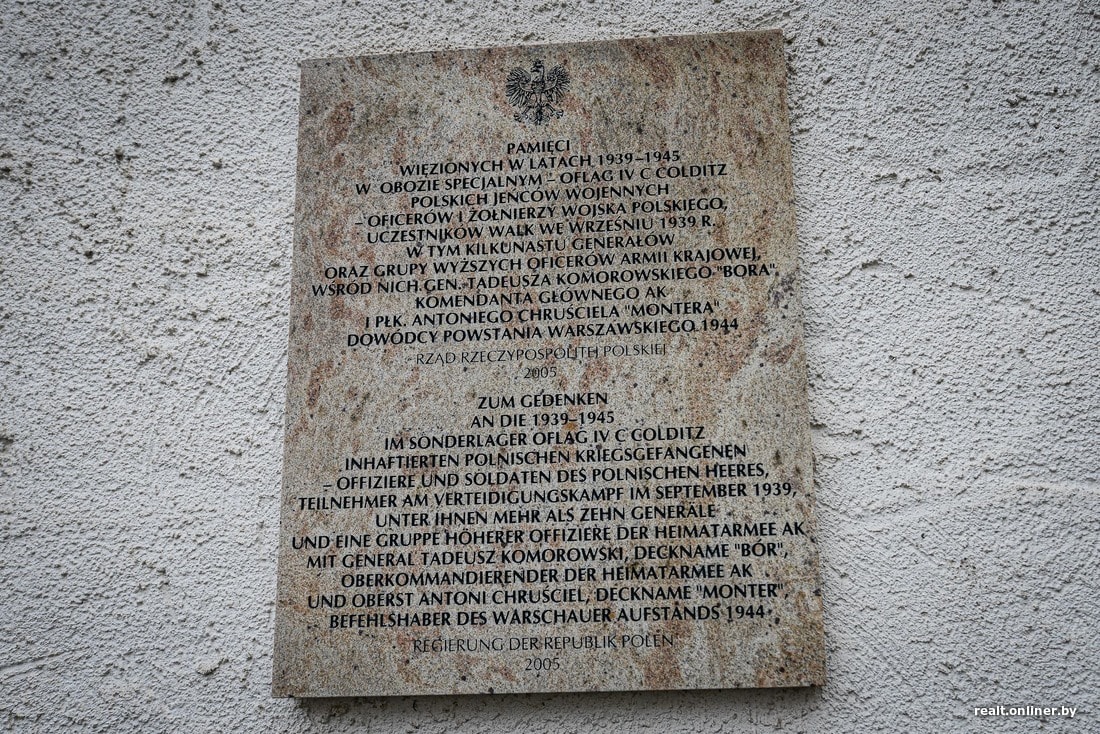 PAMIĘCI
WIĘZIONYCH W LATACH 1939–1945
W OBOZIE SPECJALNYM – OFLAG IV C COLDITZ
POLSKICH JEŃCÓW WOJENNYCH
– OFICERÓW I ŻOŁNIERZY WOJSKA POLSKIEGO,
UCZESTNIKÓW WALK WE WRZEŚNIU 1939 R.
W TYM KILKUNASTU GENERAŁÓW
ORAZ GRUPY WYŻSZYCH OFICERÓW ARMII KRAJOWEJ,
WŚRÓD NICH GEN. TADEUSZA KOMOROWSKIEGO "BORA"
KOMENDANTA GŁÓWNEGO AK
I PŁK. ANTONIEGO CHRUŚCIELA "MONTERA"
DOWÓDCY POWSTANIA WARSZAWSKIEGO 1944
RZĄD RZECZYPOSPOLITEJ POLSKIEJ
2005
ZUM GEDENKEN
AN DIE 1939–1945
IM SONDERLAGER OFLAG IV C COLDITZ
INHAFTIERTEN POLNISCHEN KRIEGSGEFANGENEN
– OFFIZIERE UND SOLDATEN DES POLNISCHEN HEERES,
TEILNEHMER AM VERTEIDIGUNGSKAMPF IM SEPTEMBER 1939,
UNTER IHNEN MEHR ALS ZEHN GENERALE
UND EINE GRUPPE HÖHERER OFFIZIERE DER HEIMATARMEE AK
MIT GENERAL TADEUSZ KOMOROWSKI, DECKNAME "BÓR",
OBERKOMMANDIERENDER DER HEIMATARMEE AK
UND OBERST ANTONI CHRUŚCIEL, DECKNAME "MONTER",
BEFEHLSHABER DES WARSCHAUER AUFSTANDS 1944
REGIERUNG DER REPUBLIK POLEN
2005
realt.onliner.by